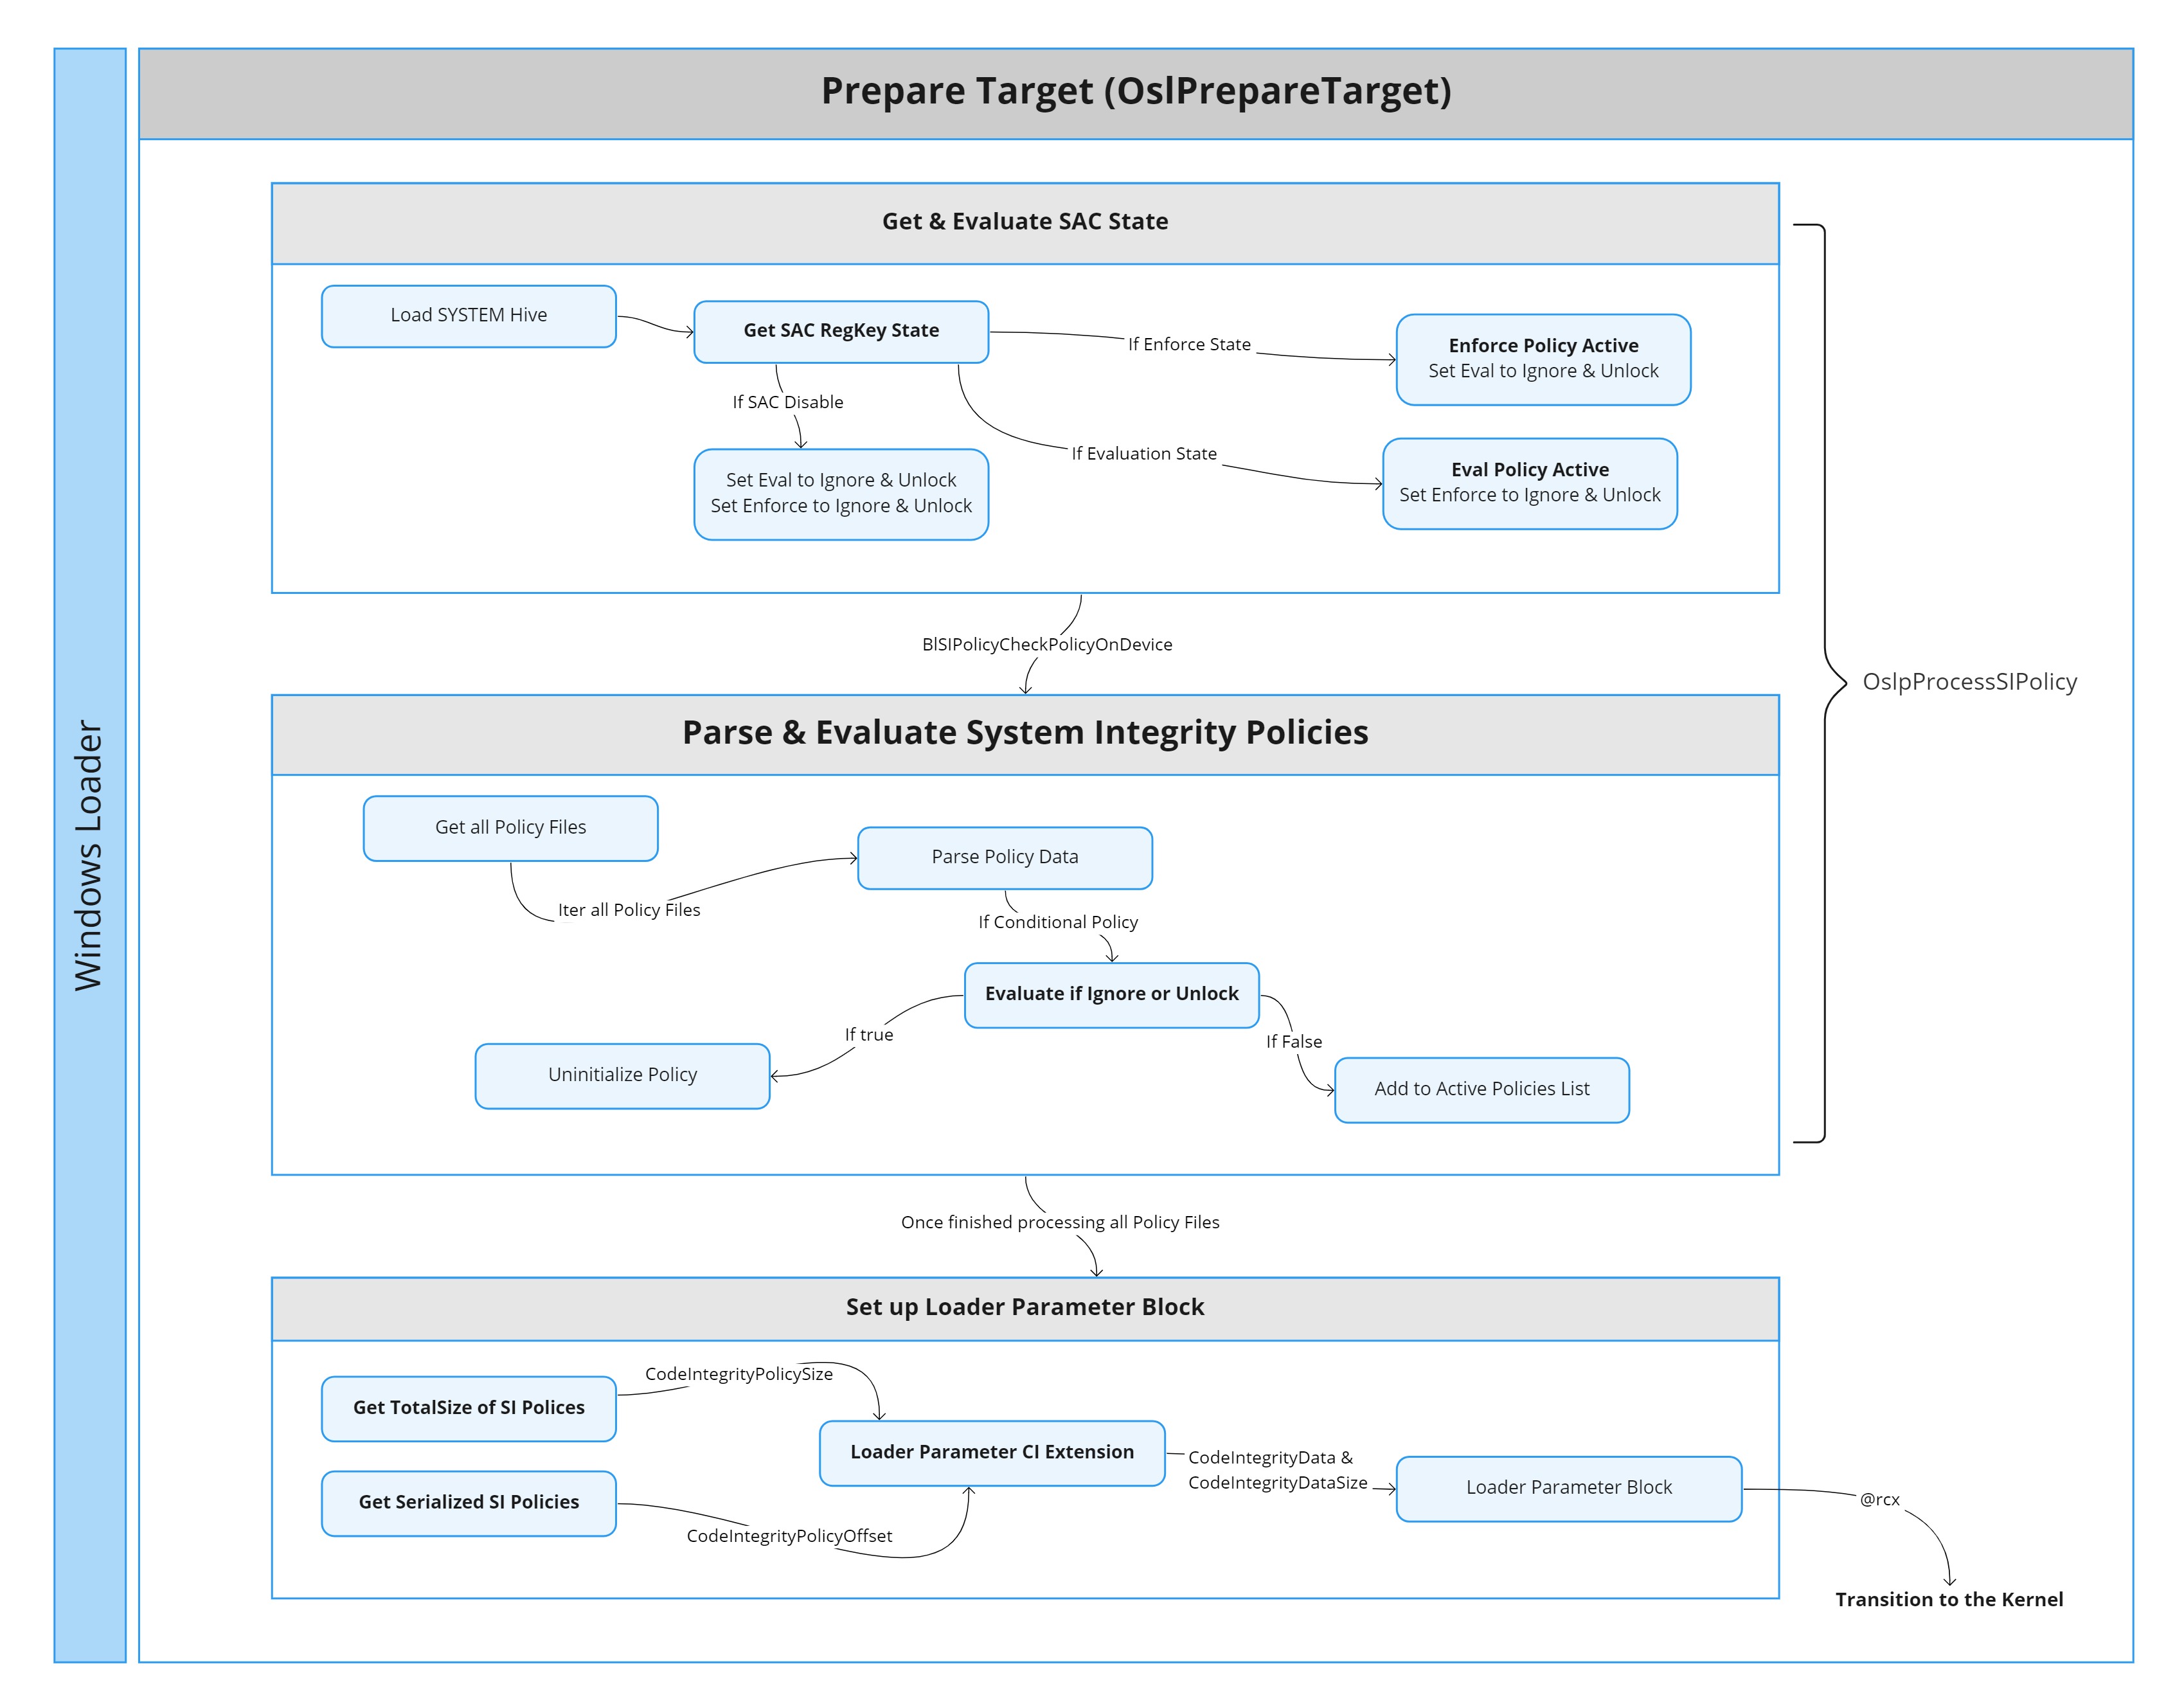 Windows Loader
Prepare Target (OslPrepareTarget)
Get & Evaluate SAC State
Load SYSTEM Hive
Get SAC RegKey State
If Enforce State
Enforce Policy Active
Set Eval to Ignore & Unlock
If SAC Disable
If Evaluation State
Eval Policy Active
Set Enforce to Ignore & Unlock
Set Eval to Ignore & Unlock
Set Enforce to Ignore & Unlock
BlSIPolicyCheckPolicyOnDevice
OslpProcessSIPolicy
Parse & Evaluate System Integrity Policies
Get all Policy Files
Iter all Policy Files
Parse Policy Data
If Conditional Policy
Evaluate if Ignore or Unlock
If true
If False
Uninitialize Policy
Add to Active Policies List
Once finished processing all Policy Files
Set up Loader Parameter Block
CodeIntegrityPolicySize
Get TotalSize of SI Polices
Loader Parameter CI Extension
CodeIntegrityData &
CodeIntegrityDataSize
Loader Parameter Block
@rcx
Get Serialized SI Policies
CodeIntegrityPolicyOffset
Transition to the Kernel